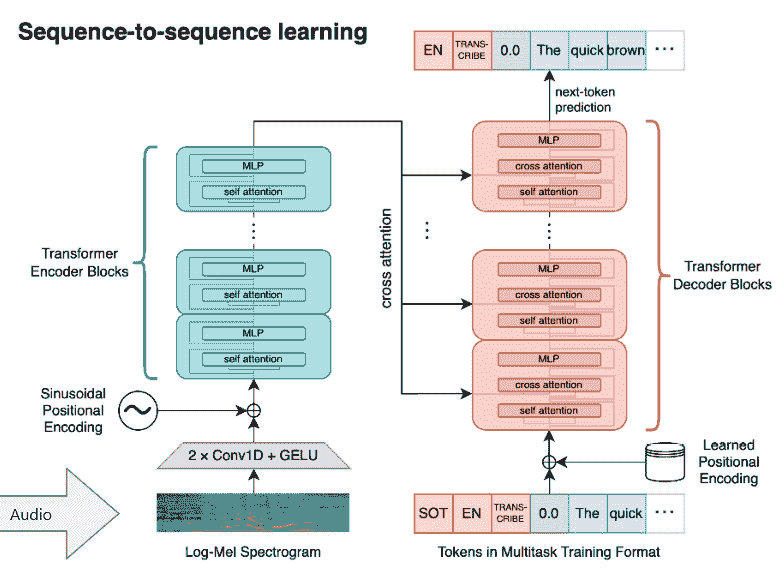 Sequence-to-sequence learning
EN TRANS-CRIBE 0.0 The quick brown ···
next-token
prediction
MLP
self attention
MLP
cross attention
self attention
Transformer
Encoder Blocks
MLP
self attention
MLP
self attention
cross attention
MLP
cross attention
self attention
MLP
cross attention
self attention
Transformer
Decoder Blocks
Sinusoidal
Positional
Encoding
2 × Conv1D + GELU
Learned
Positional
Encoding
Audio
Log-Mel Spectrogram
SOT EN TRANS-CRIBE 0.0 The quick ···
Tokens in Multitask Training Format